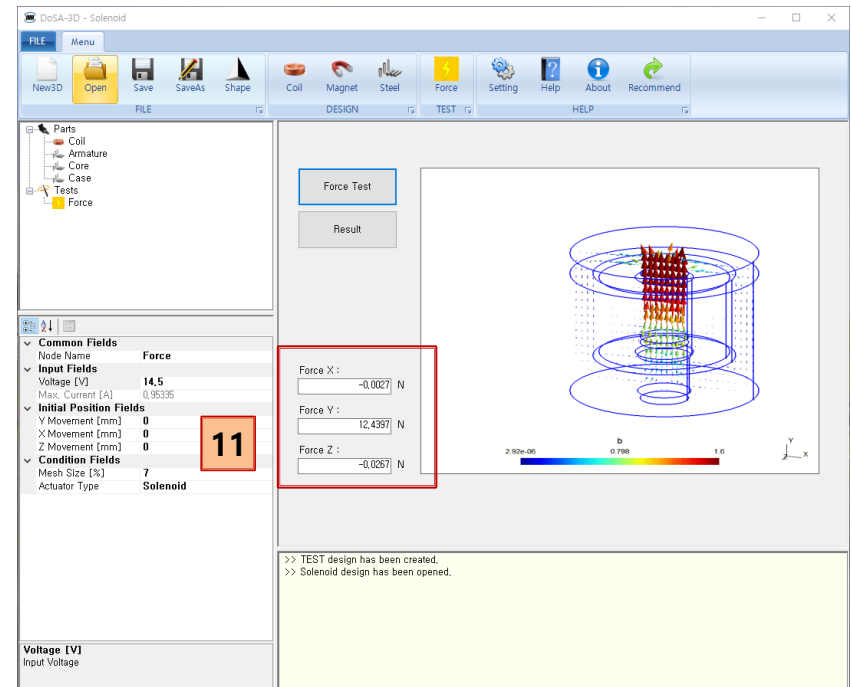 DoSA-3D - Solenoid
FILE Menu
New3D Open Save SaveAs Shape Coil Magnet Steel Force Setting Help About Recommend
FILE DESIGN TEST HELP
Parts
Coil
Armature
Core
Case
Tests
Force
Force Test
Result
Common Fields
Node Name Force
Input Fields
Voltage [V] 14,5
Max, Current [A] 0,95335
Initial Position Fields
Y Movement [mm] 0
X Movement [mm] 0
Z Movement [mm] 0
Condition Fields
Mesh Size [%] 7
Actuator Type Solenoid
11
Force X :
-0,0027 N
Force Y :
12,4397 N
Force Z :
-0,0267 N
b
2.92e-06 0.798 1.6
Y
Z X
>> TEST design has been created,
>> Solenoid design has been opened,
Voltage [V]
Input Voltage